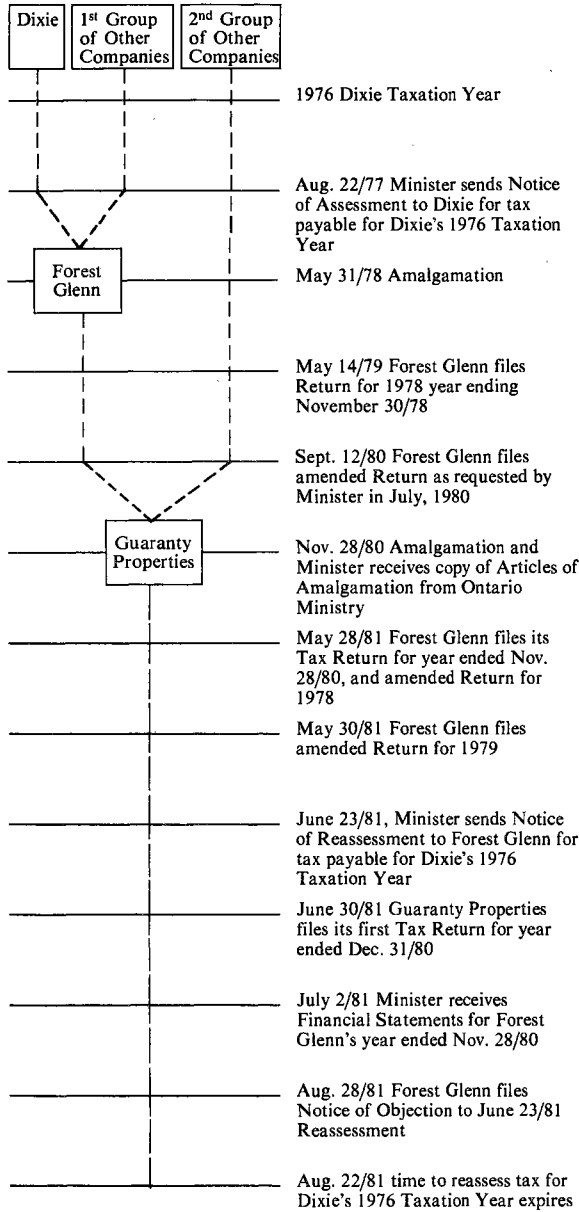 Dixie
1st Group
of Other
Companies
2nd Group
of Other
Companies
1976 Dixie Taxation Year
Aug. 22/77 Minister sends Notice
of Assessment to Dixie for tax
payable for Dixie's 1976 Taxation
Year
Forest
Glenn
May 31/78 Amalgamation
May 14/79 Forest Glenn files
Return for 1978 year ending
November 30/78
Sept. 12/80 Forest Glenn files
amended Return as requested by
Minister in July, 1980
Guaranty
Properties
Nov. 28/80 Amalgamation and
Minister receives copy of Articles of
Amalgamation from Ontario
Ministry
May 28/81 Forest Glenn files its
Tax Return for year ended Nov.
28/80, and amended Return for
1978
May 30/81 Forest Glenn files
amended Return for 1979
June 23/81, Minister sends Notice
of Reassessment to Forest Glenn for
tax payable for Dixie's 1976
Taxation Year
June 30/81 Guaranty Properties
files its first Tax Return for year
ended Dec. 31/80
July 2/81 Minister receives
Financial Statements for Forest
Glenn's year ended Nov. 28/80
Aug. 28/81 Forest Glenn files
Notice of Objection to June 23/81
Reassessment
Aug. 22/81 time to reassess tax for
Dixie's 1976 Taxation Year expires